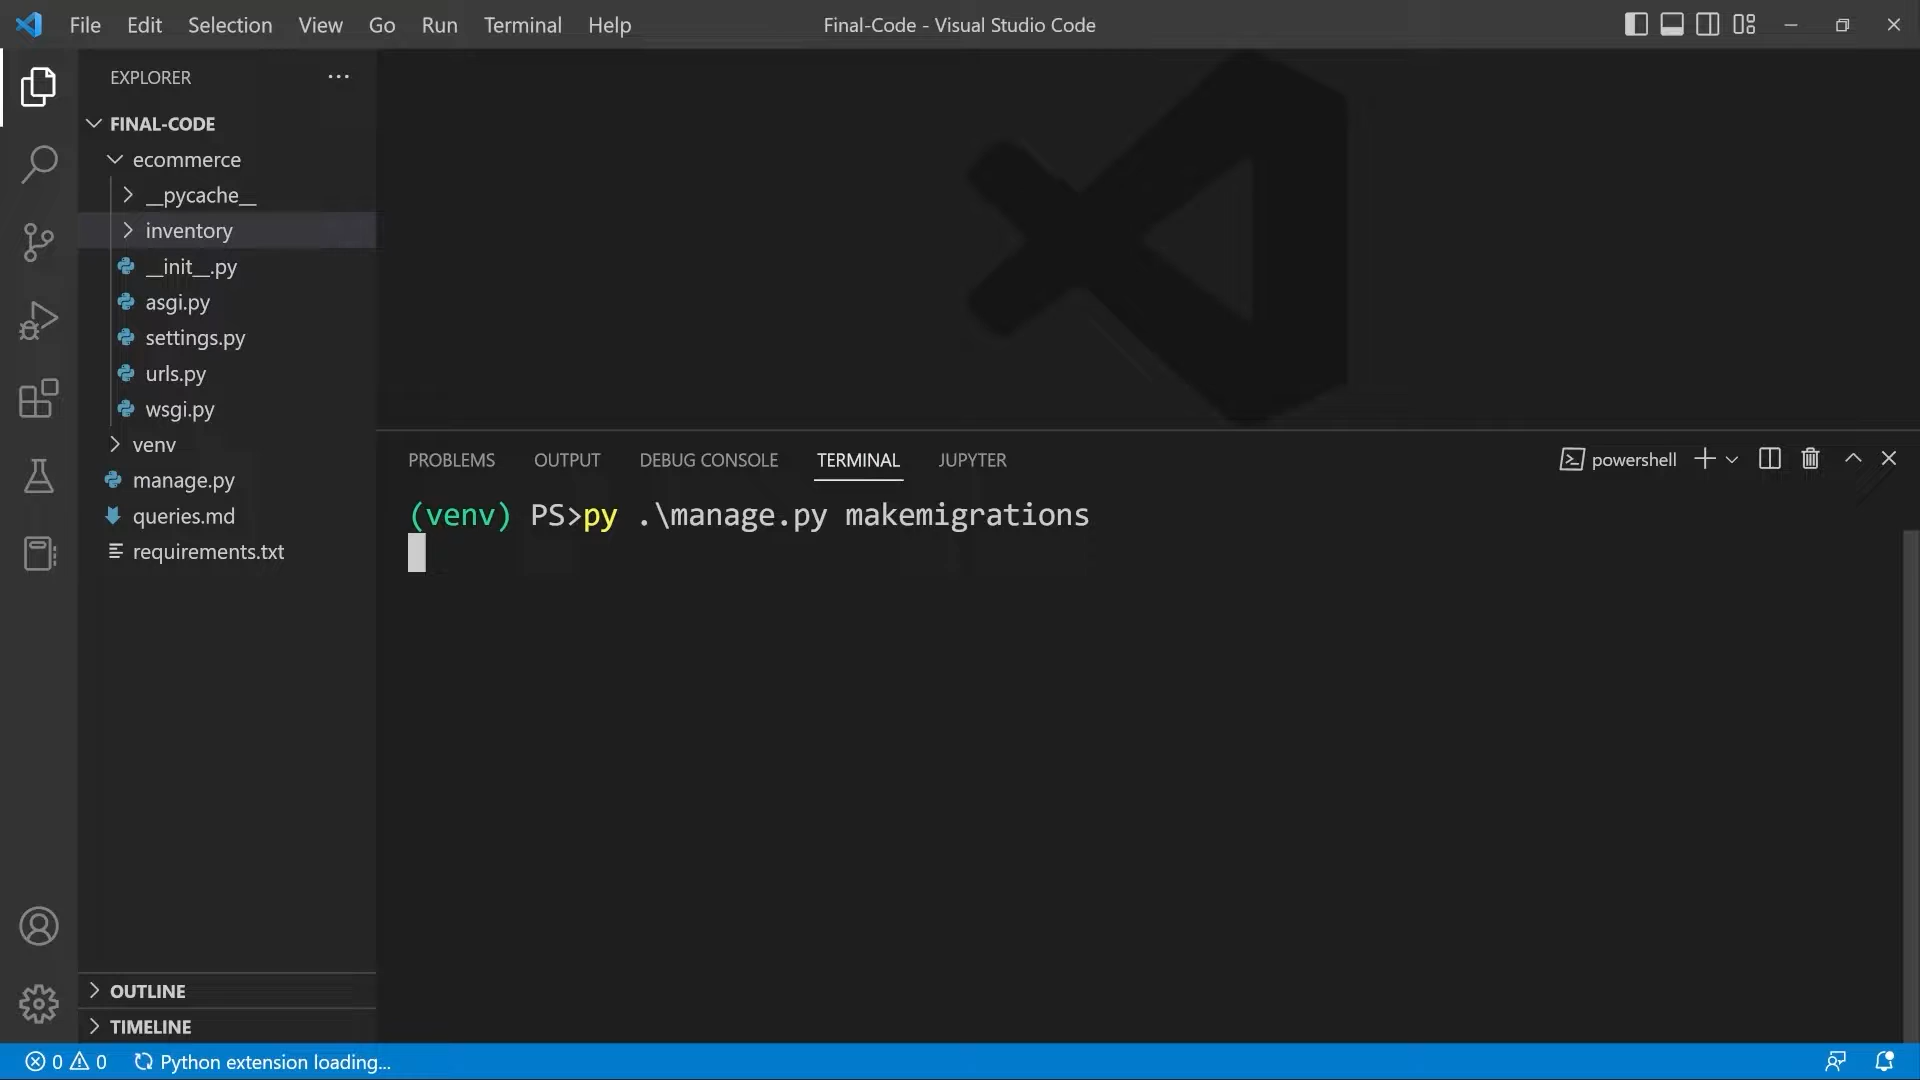 File Edit Selection View Go Run Terminal Help Final-Code - Visual Studio Code
EXPLORER ...
FINAL-CODE
ecommerce
__pycache__
inventory
__init__.py
asgi.py
settings.py
urls.py
wsgi.py
venv
manage.py
queries.md
requirements.txt
OUTLINE
TIMELINE
PROBLEMS OUTPUT DEBUG CONSOLE TERMINAL JUPYTER powershell
(venv) PS>py .\manage.py makemigrations
0 0 Python extension loading...